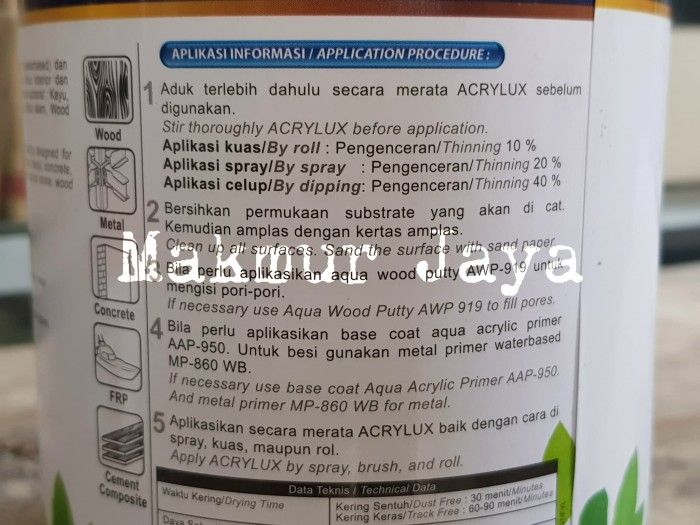 APLIKASI INFORMASI / APPLICATION PROCEDURE :
1 Aduk terlebih dahulu secara merata ACRYLUX sebelum
digunakan.
Stir thoroughly ACRYLUX before application.
Aplikasi kuas/By roll : Pengenceran/Thinning 10 %
Aplikasi spray/By spray : Pengenceran/Thinning 20 %
Aplikasi celup/By dipping: Pengenceran/Thinning 40 %
2 Bersihkan permukaan substrate yang akan di cat.
Kemudian amplas dengan kertas amplas.
Clean up all surfaces. Sand the surface with sand paper.
Makmur Jaya
3 Bila perlu aplikasikan aqua wood putty AWP-919 untuk
mengisi pori-pori.
If necessary use Aqua Wood Putty AWP 919 to fill pores.
4 Bila perlu aplikasikan base coat aqua acrylic primer
AAP-950. Untuk besi gunakan metal primer waterbased
MP-860 WB.
If necessary use base coat Aqua Acrylic Primer AAP-950.
And metal primer MP-860 WB for metal.
5 Aplikasikan secara merata ACRYLUX baik dengan cara di
spray, kuas, maupun rol.
Apply ACRYLUX by spray, brush, and roll.
Data Teknis / Technical Data
Waktu Kering/Drying Time
Kering Sentuh/Dust Free : 30 menit/Minutes
Kering Keras/Track Free : 60-90 menit/Minutes
Wood
Metal
Concrete
FRP
Cement
Composite
dan
interior dan
Kayu,
Wood
designed for
concrete,
wood